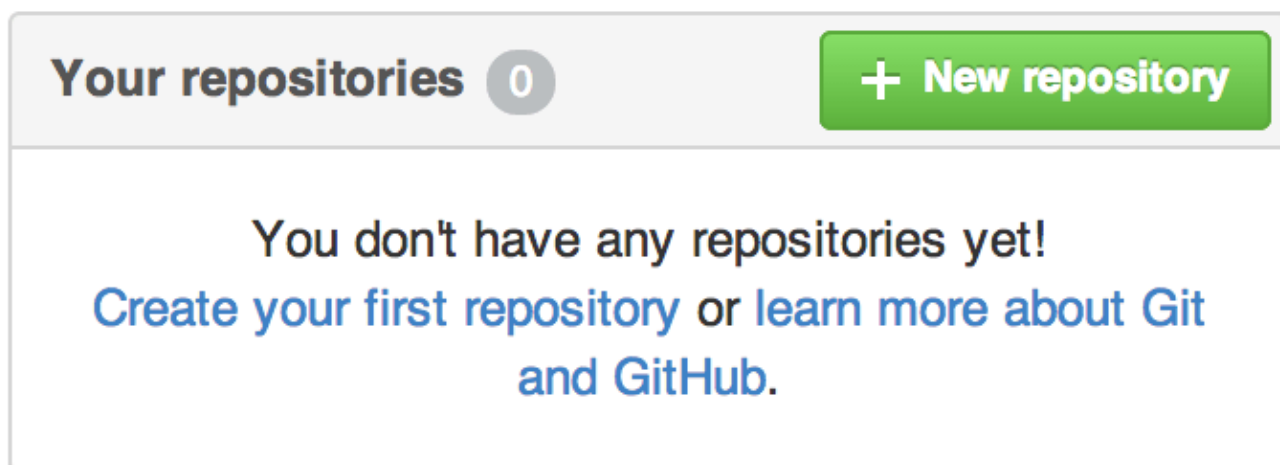 Your repositories 0 + New repository
You don't have any repositories yet!
Create your first repository or learn more about Git
and GitHub.